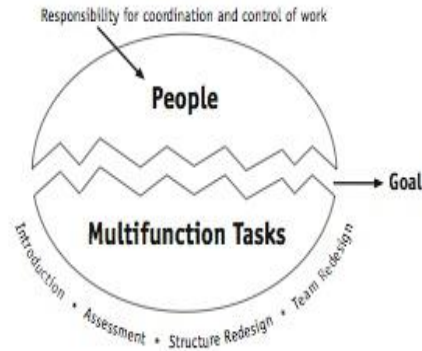 Responsibility for coordination and control of work
People
Goal
Multifunction Tasks
Introduction • Assessment • Structure Redesign • Team Redesign